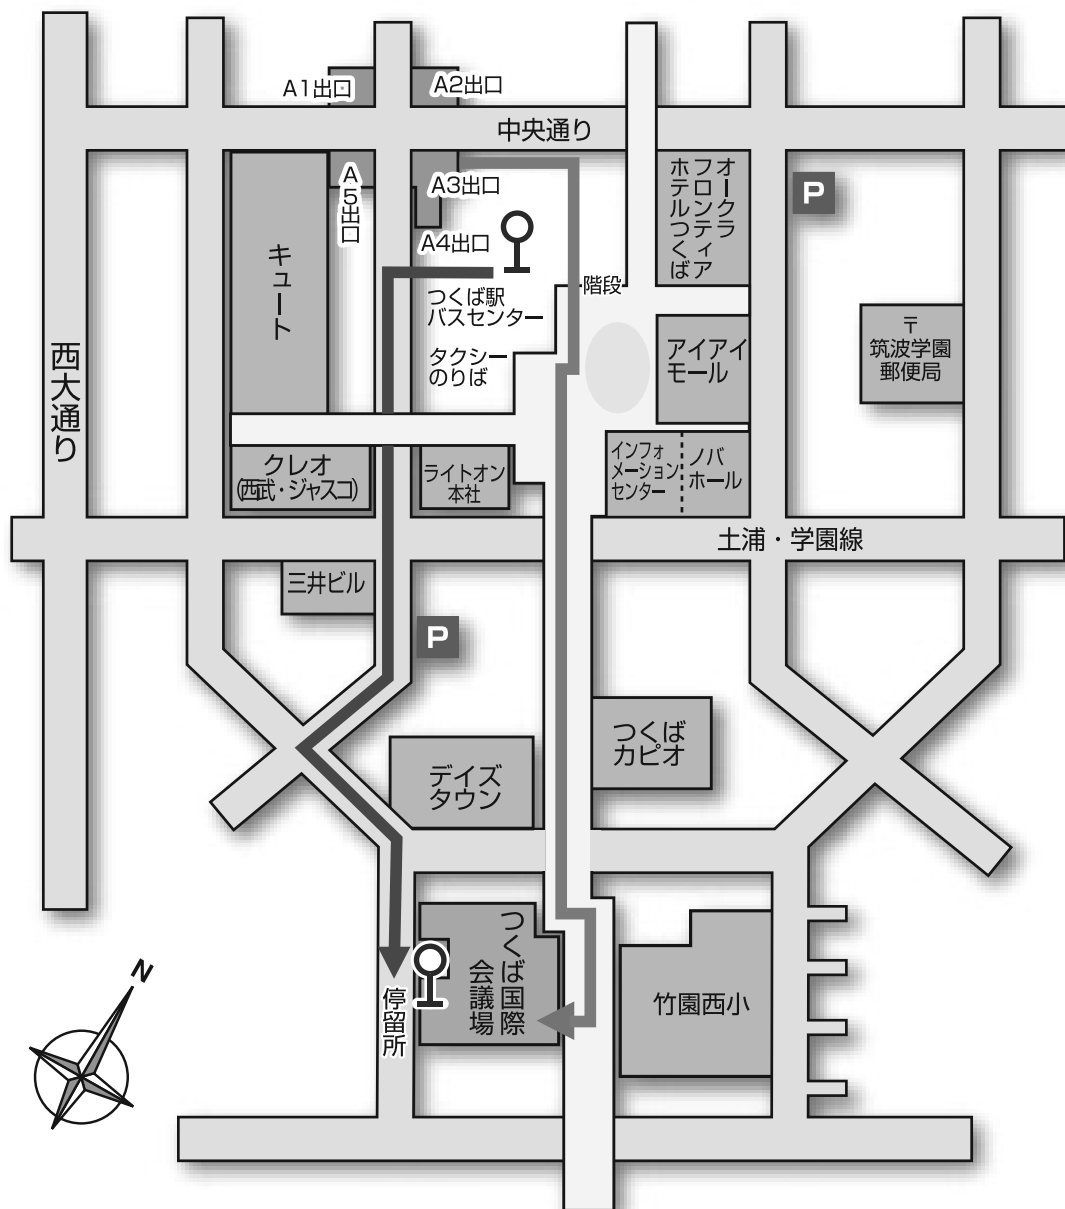 A1出口
A2出口
中央通り
A5出口
A3出口
A4出口
オークラ
フロンティア
ホテルつくば
P
キュート
つくば駅
バスセンター
階段
タクシー
のりば
アイアイ
モール
〒
筑波学園
郵便局
西大通り
クレオ
(西武・ジャスコ)
ライトオン
本社
インフォ
メーション
センター
ノバ
ホール
土浦・学園線
三井ビル
P
つくば
カピオ
デイズ
タウン
つくば国際
会議場
停留所
竹園西小
N